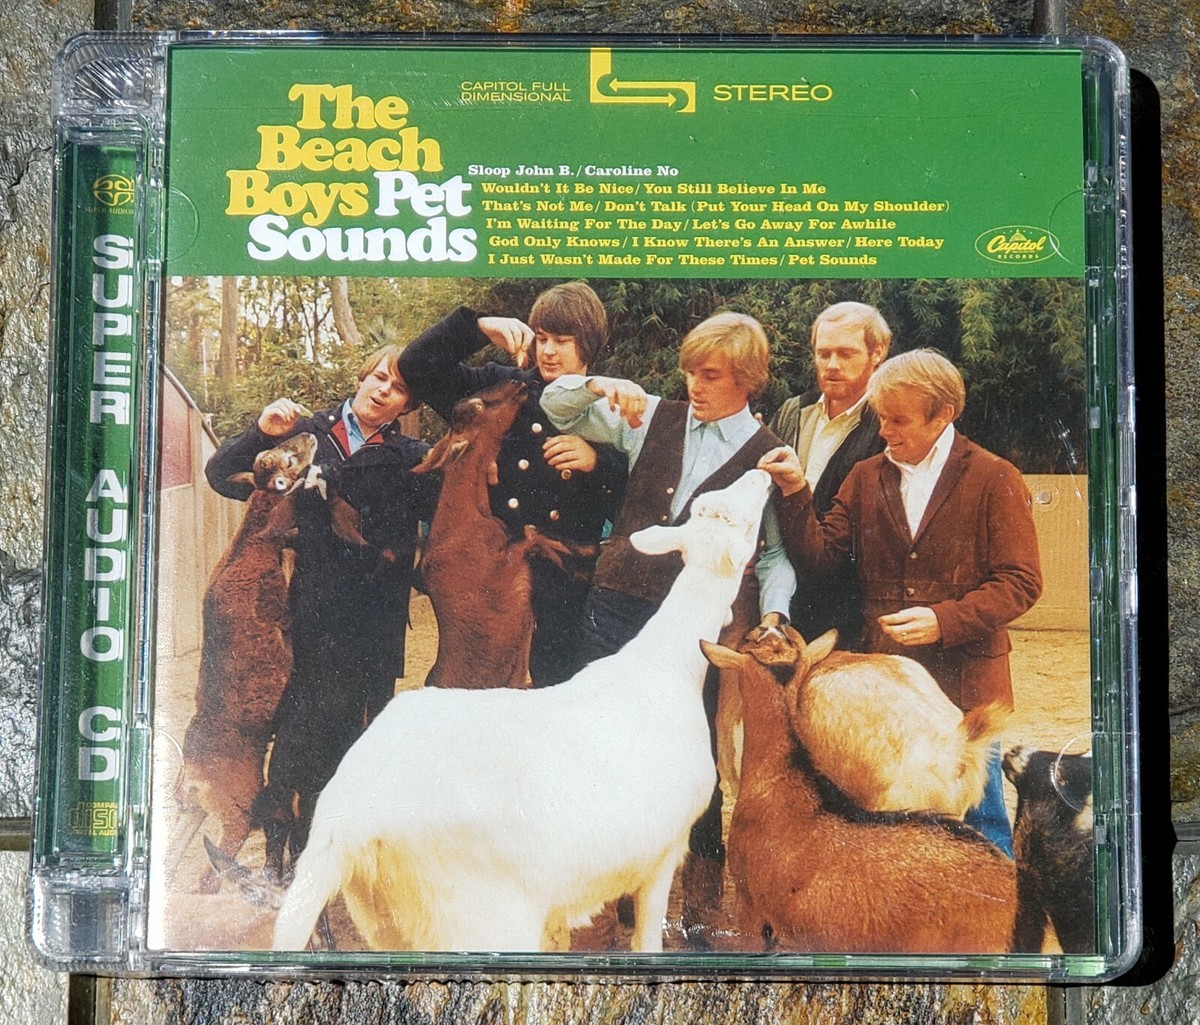 The
Beach
Boys Pet
Sounds
CAPITOL FULL
DIMENSIONAL
STEREO
Sloop John B./Caroline No
Wouldn't It Be Nice/You Still Believe In Me
That's Not Me/Don't Talk (Put Your Head On My Shoulder)
I'm Waiting For The Day/Let's Go Away For Awhile
God Only Knows/I Know There's An Answer/Here Today
I Just Wasn't Made For These Times/Pet Sounds
Capitol
RECORDS
SUPER AUDIO CD